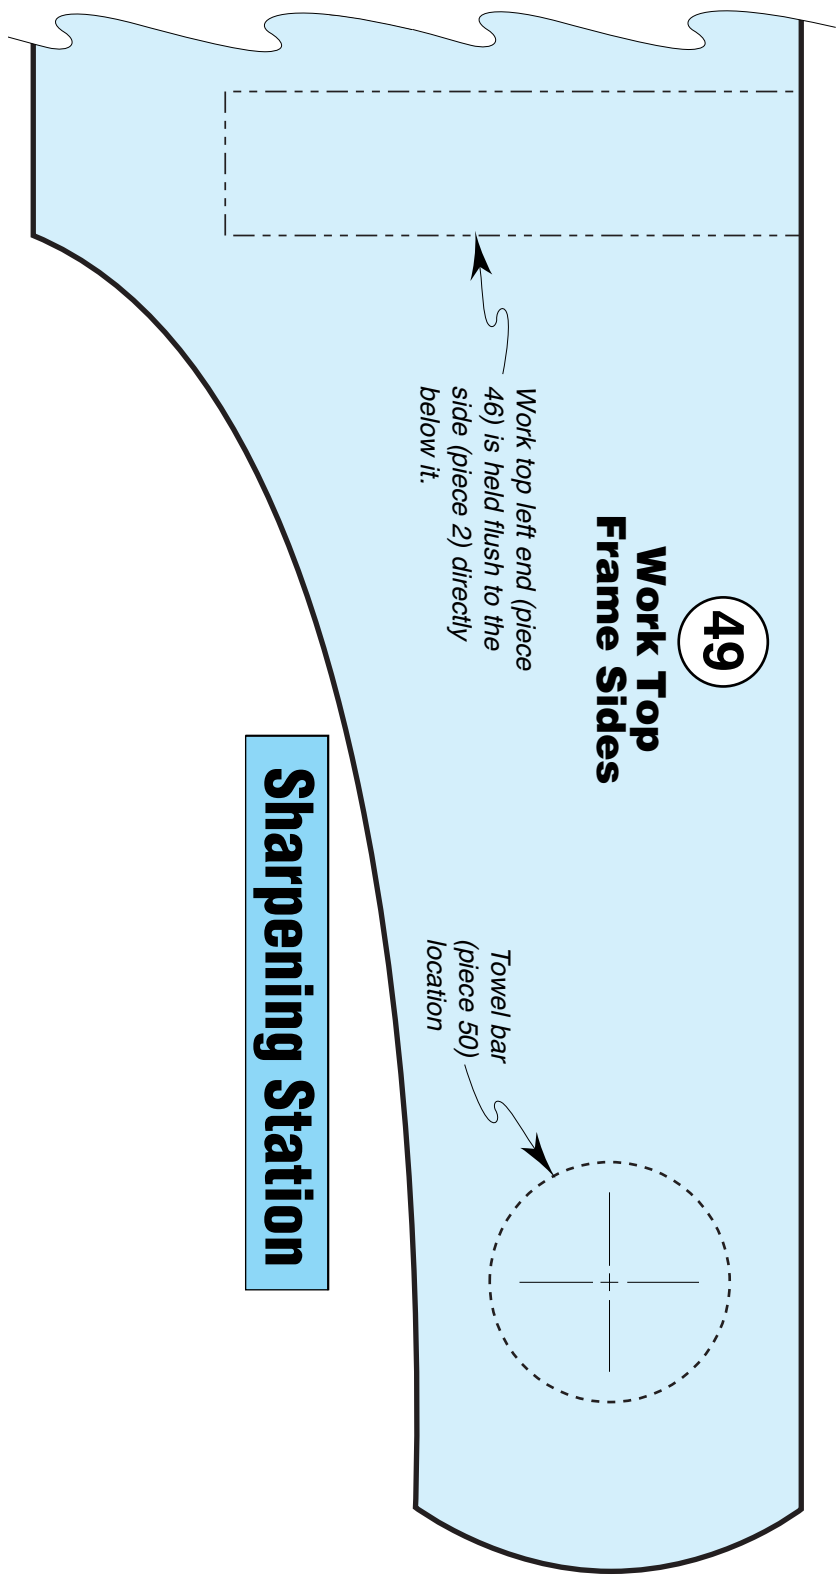 49
Work Top
Frame Sides
Work top left end (piece
46) is held flush to the
side (piece 2) directly
below it.
Towel bar
(piece 50)
location
Sharpening Station